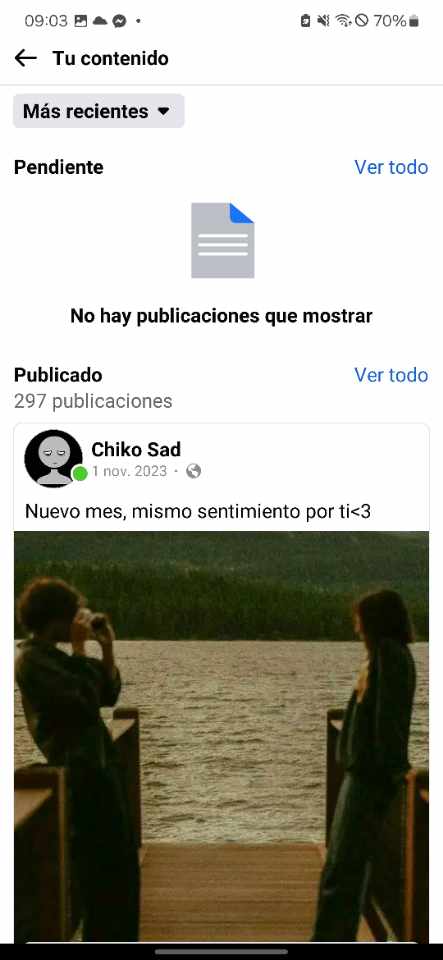 09:03
70%
Tu contenido
Más recientes
Pendiente
Ver todo
No hay publicaciones que mostrar
Publicado
Ver todo
297 publicaciones
Chiko Sad
1 nov. 2023 ·
Nuevo mes, mismo sentimiento por ti<3